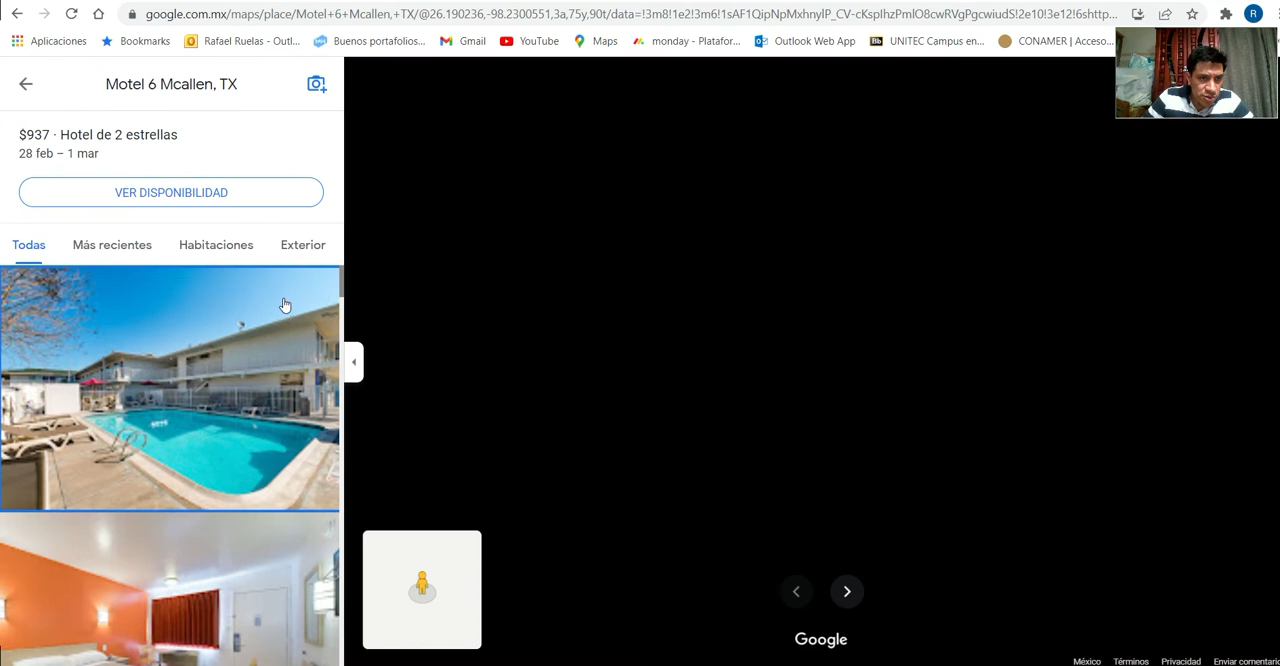 google.com.mx/maps/place/Motel+6+Mcallen,+TX/@26.190236,-98.2300551,3a,75y,90t/data=!3m8!1e2!3m6!1sAF1QipNpMxhnylP_CV-cKspIhzPmlO8cwRVgPgcwiudS!2e10!3e12!6shttp...
R
Aplicaciones Bookmarks Rafael Ruelas - Outl... Buenos portafolios... Gmail YouTube Maps monday - Platafor... Outlook Web App Bb UNITEC Campus en... CONAMER | Acceso...
Motel 6 Mcallen, TX
$937 · Hotel de 2 estrellas
28 feb – 1 mar
VER DISPONIBILIDAD
Todas Más recientes Habitaciones Exterior
Google
México Términos Privacidad Enviar comentario